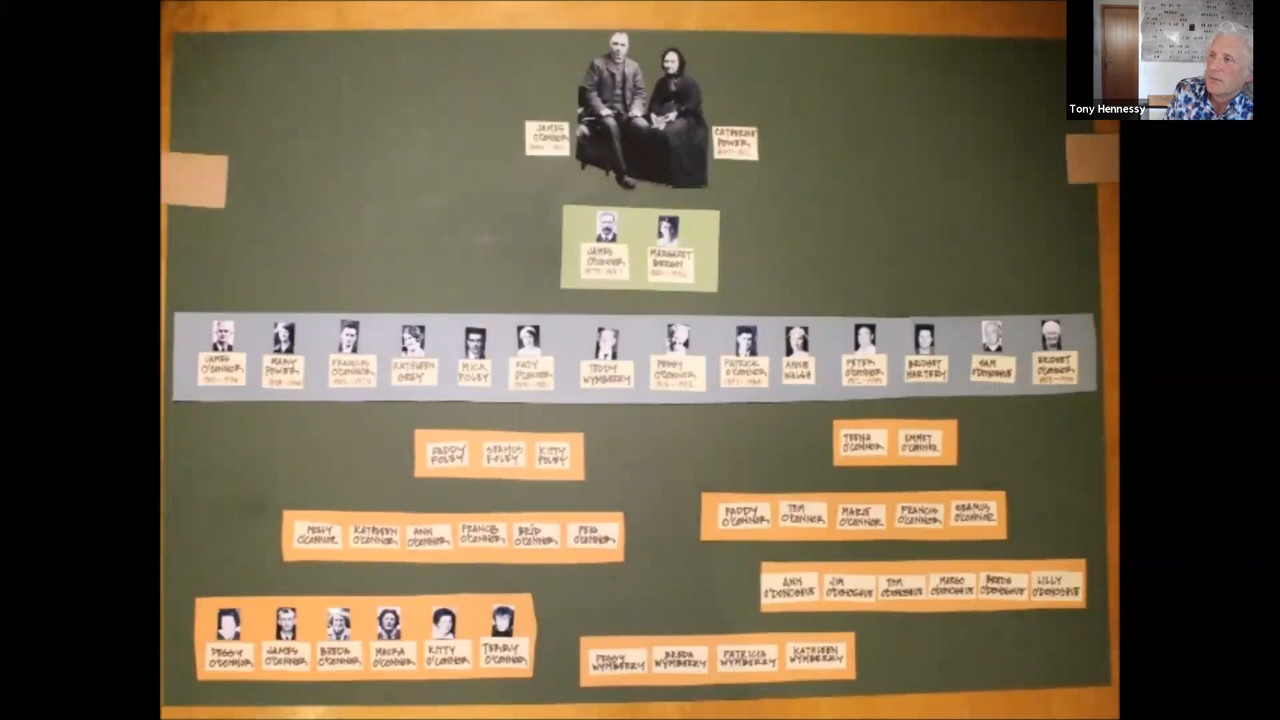 Tony Hennessy
JAMES
O'CONNOR
CATHERINE
POWER
JAMES
O'CONNOR
MARGARET
JAMES
O'CONNOR
MARY
POWER
FRANCIS
O'CONNOR
KATHLEEN
GREY
MICK
FOLEY
KATY
O'CONNOR
TEDDY
WYMBERRY
PEGGY
O'CONNOR
PATRICK
O'CONNOR
ANNIE
WALSH
PETER
O'CONNOR
BRIDGET
HARTERY
SAM
O'DONOGHUE
BRIDGET
O'CONNOR
PADDY
FOLEY
SEAMUS
FOLEY
KITTY
FOLEY
TEENA
O'CONNOR
EMMET
O'CONNOR
MOLLY
O'CONNOR
KATHLEEN
O'CONNOR
ANN
O'CONNOR
FRANCIS
O'CONNOR
BRID
O'CONNOR
PEIG
O'CONNOR
PADDY
O'CONNOR
TOM
O'CONNOR
MARIE
O'CONNOR
FRANCIS
O'CONNOR
SEAMUS
O'CONNOR
ANN
O'DONOGHUE
JIM
O'DONOGHUE
TOM
O'DONOGHUE
MARGO
O'DONOGHUE
BREDA
O'DONOGHUE
LILLY
O'DONOGHUE
PEGGY
O'CONNOR
JAMES
O'CONNOR
BREDA
O'CONNOR
MAURA
O'CONNOR
KITTY
O'CONNOR
TERRY
O'CONNOR
PEGGY
WYMBERRY
BREDA
WYMBERRY
PATRICIA
WYMBERRY
KATHLEEN
WYMBERRY